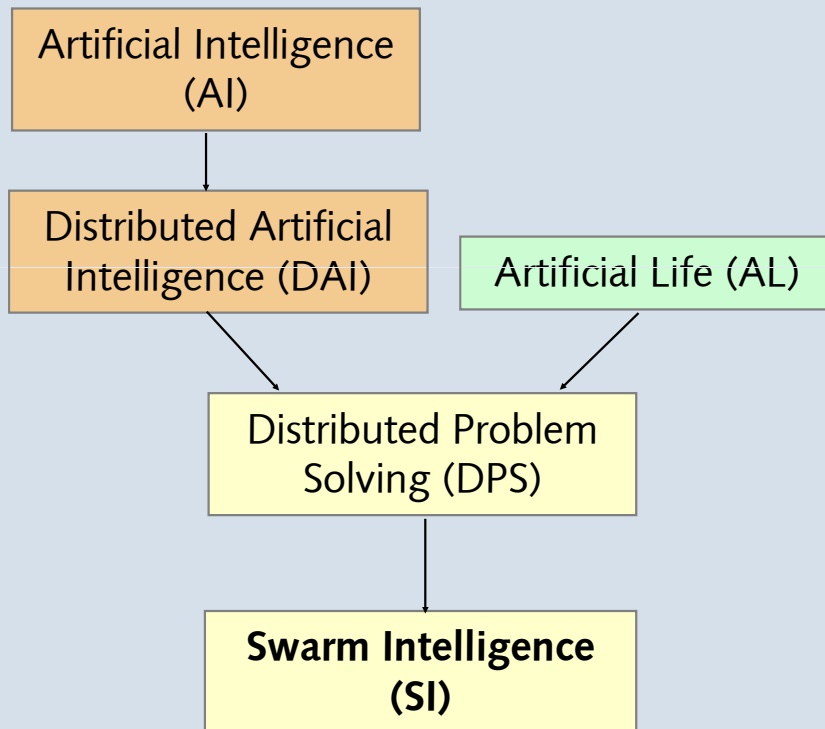 Artificial Intelligence
(AI)
Distributed Artificial
Intelligence (DAI)
Artificial Life (AL)
Distributed Problem
Solving (DPS)
Swarm Intelligence
(SI)